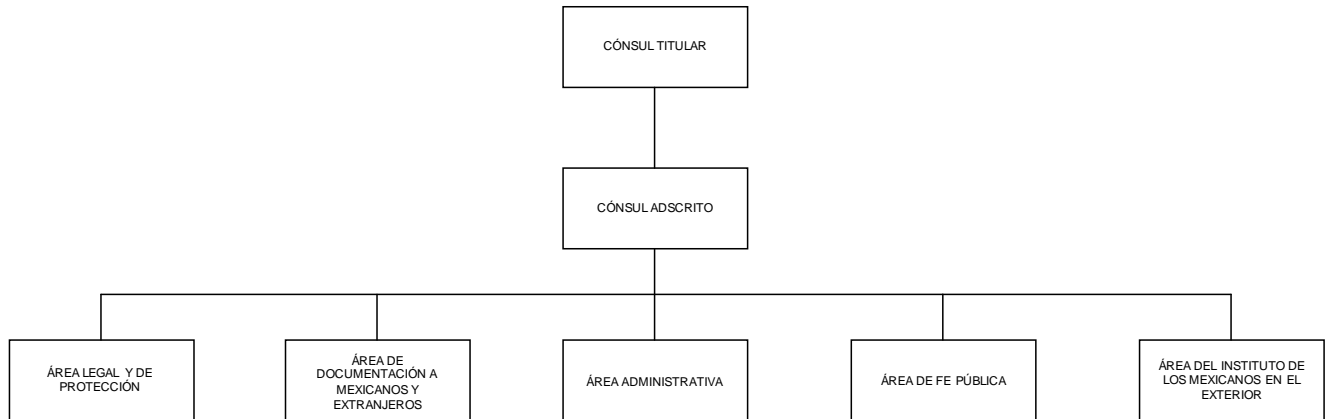 CÓNSUL TITULAR
CÓNSUL ADSCRITO
ÁREA LEGAL Y DE
PROTECCIÓN
ÁREA DE
DOCUMENTACIÓN A
MEXICANOS Y
EXTRANJEROS
ÁREA ADMINISTRATIVA
ÁREA DE FE PÚBLICA
ÁREA DEL INSTITUTO DE
LOS MEXICANOS EN EL
EXTERIOR